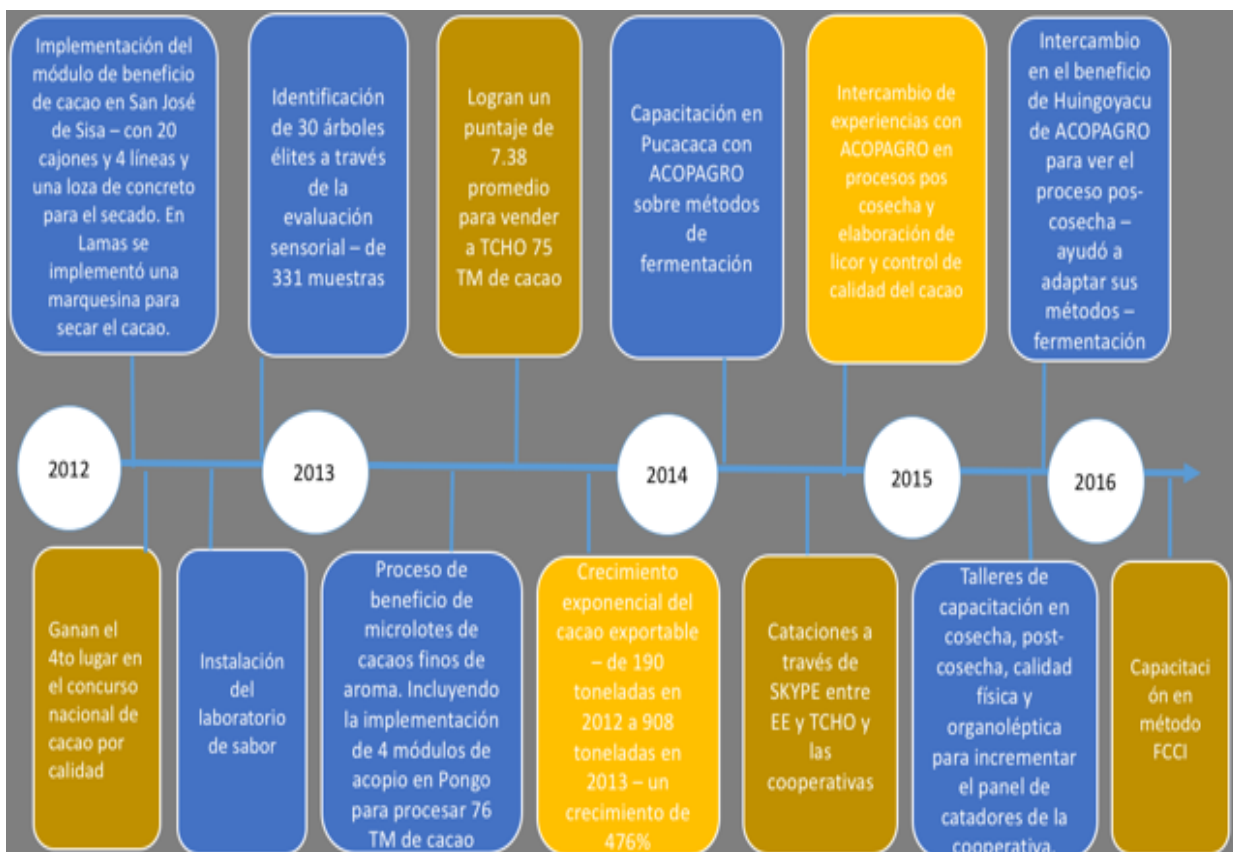 Implementación del
módulo de beneficio
de cacao en San José
de Sisa – con 20
cajones y 4 líneas y
una loza de concreto
para el secado. En
Lamas se
implementó una
marquesina para
secar el cacao.
Identificación
de 30 árboles
élites a través
de la
evaluación
sensorial – de
331 muestras
Logran un
puntaje de
7.38
promedio
para vender
a TCHO 75
TM de cacao
Capacitación en
Pucacaca con
ACOPAGRO
sobre métodos
de
fermentación
Intercambio de
experiencias con
ACOPAGRO en
procesos pos
cosecha y
elaboración de
licor y control de
calidad del cacao
Intercambio
en el beneficio
de Huingoyacu
de ACOPAGRO
para ver el
proceso pos-
cosecha –
ayudó a
adaptar sus
métodos –
fermentación
2012
2013
2014
2015
2016
Ganan el
4to lugar en
el concurso
nacional de
cacao por
calidad
Instalación
del
laboratorio
de sabor
Proceso de
beneficio de
microlotes de
cacaos finos de
aroma. Incluyendo
la implementación
de 4 módulos de
acopio en Pongo
para procesar 76
TM de cacao
Crecimiento
exponencial del
cacao exportable
– de 190
toneladas en
2012 a 908
toneladas en
2013 – un
crecimiento de
476%
Cataciones a
través de
SKYPE entre
EE y TCHO y
las
cooperativas
Talleres de
capacitación en
cosecha, post-
cosecha, calidad
física y
organoléptica
para incrementar
el panel de
catadores de la
cooperativa.
Capacitaci
ón en
método
FCCI